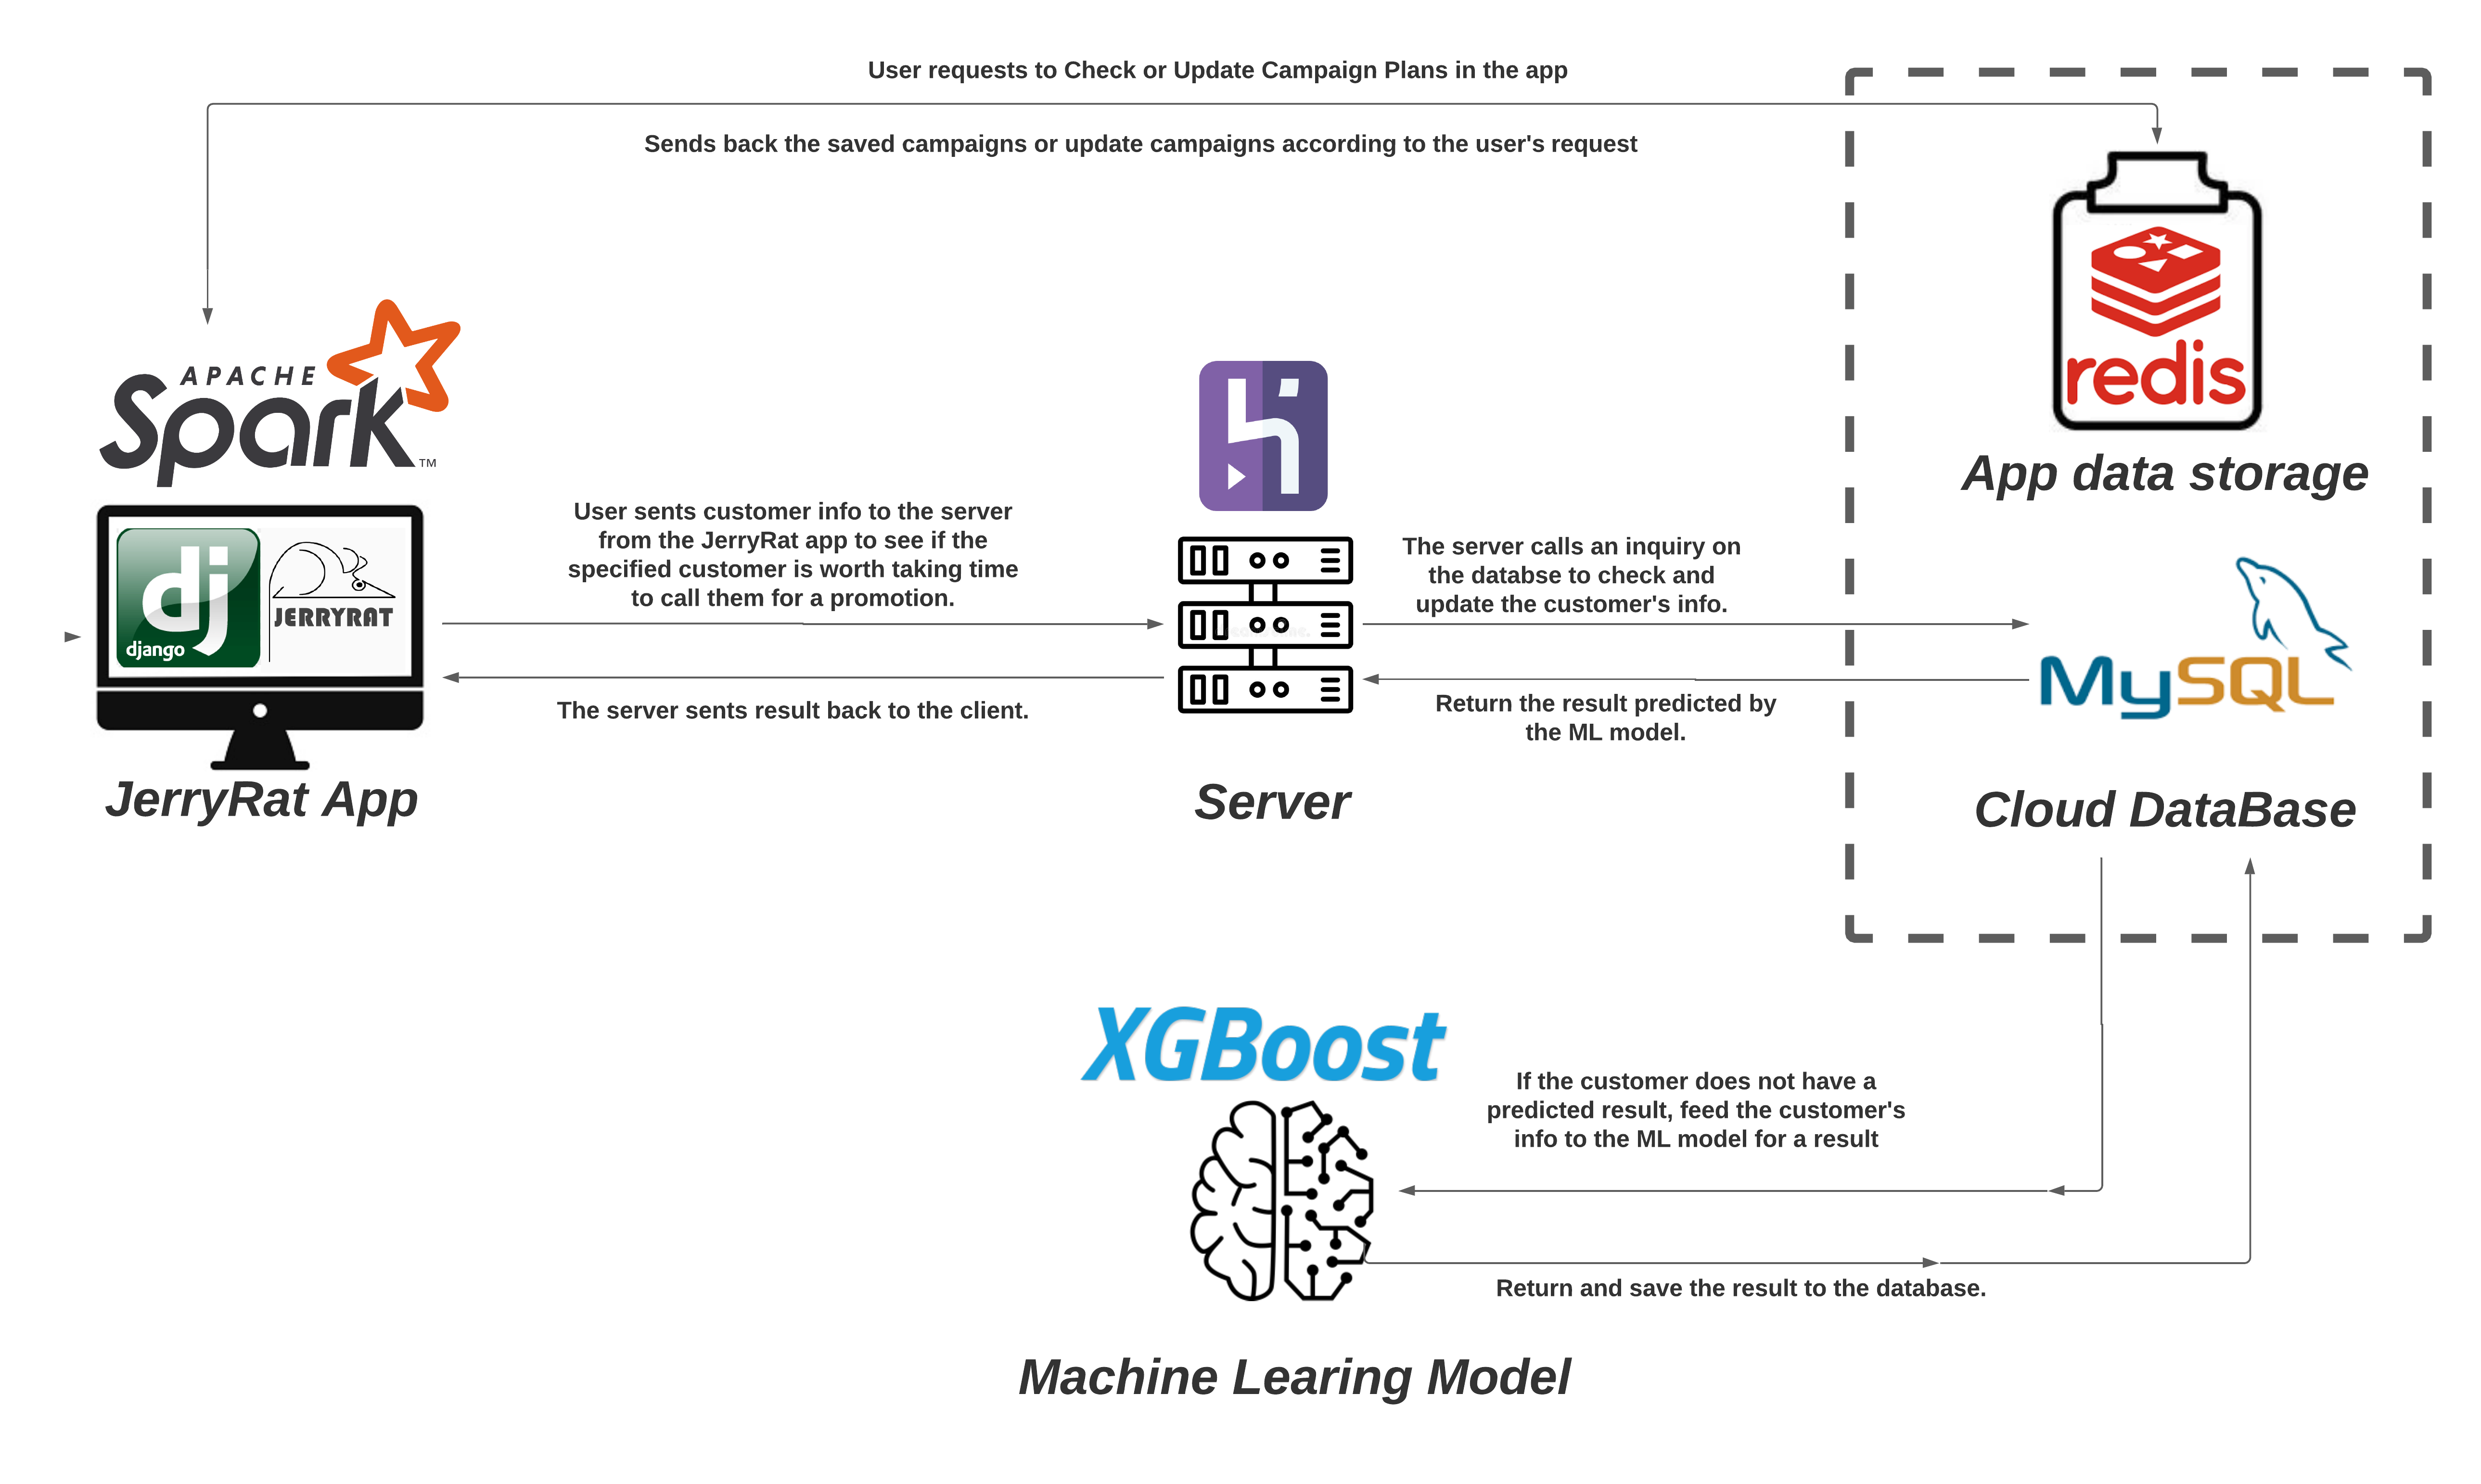 User requests to Check or Update Campaign Plans in the app
Sends back the saved campaigns or update campaigns according to the user's request
redis
App data storage
APACHE
Spark™
User sents customer info to the server
from the JerryRat app to see if the
specified customer is worth taking time
to call them for a promotion.
The server calls an inquiry on
the databse to check and
update the customer's info.
dj
django
JERRYRAT
MySQL
The server sents result back to the client.
Return the result predicted by
the ML model.
JerryRat App
Server
Cloud DataBase
XGBoost
If the customer does not have a
predicted result, feed the customer's
info to the ML model for a result
Return and save the result to the database.
Machine Learing Model